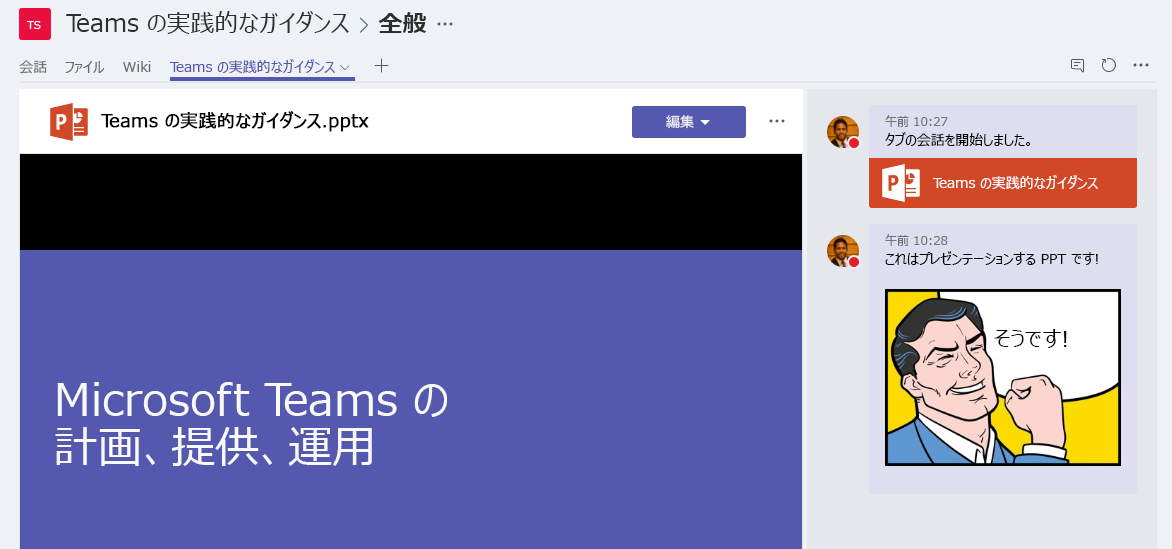 TS Teams の実践的なガイダンス > 全般 ···
会話 ファイル Wiki Teams の実践的なガイダンス
Teams の実践的なガイダンス.pptx
編集
Microsoft Teams の
計画、提供、運用
午前 10:27
タブの会話を開始しました。
Teams の実践的なガイダンス
午前 10:28
これはプレゼンテーションする PPT です!
そうです!